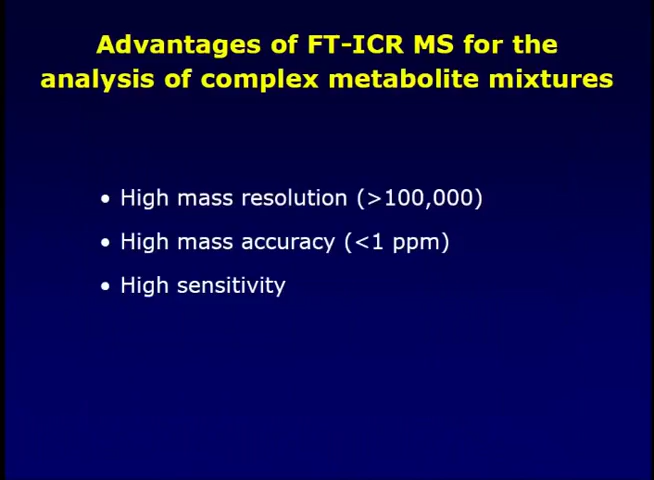 Advantages of FT-ICR MS for the
analysis of complex metabolite mixtures
• High mass resolution (>100,000)
• High mass accuracy (<1 ppm)
• High sensitivity